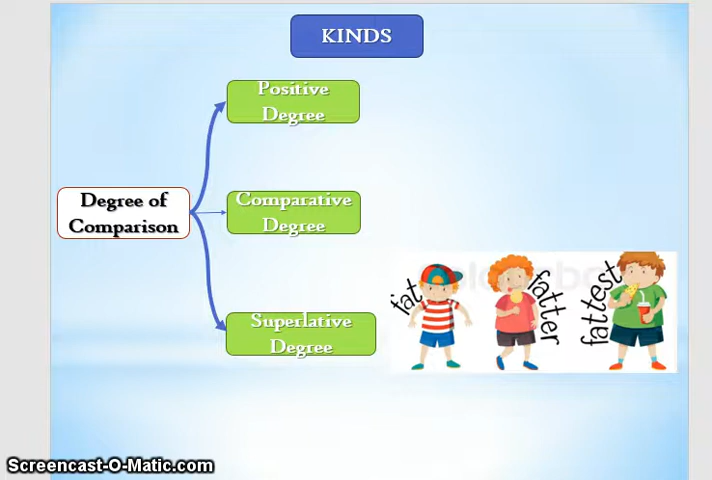 KINDS
Positive
Degree
Degree of
Comparison
Comparative
Degree
Superlative
Degree
fat
fatter
fattest
Screencast-O-Matic.com